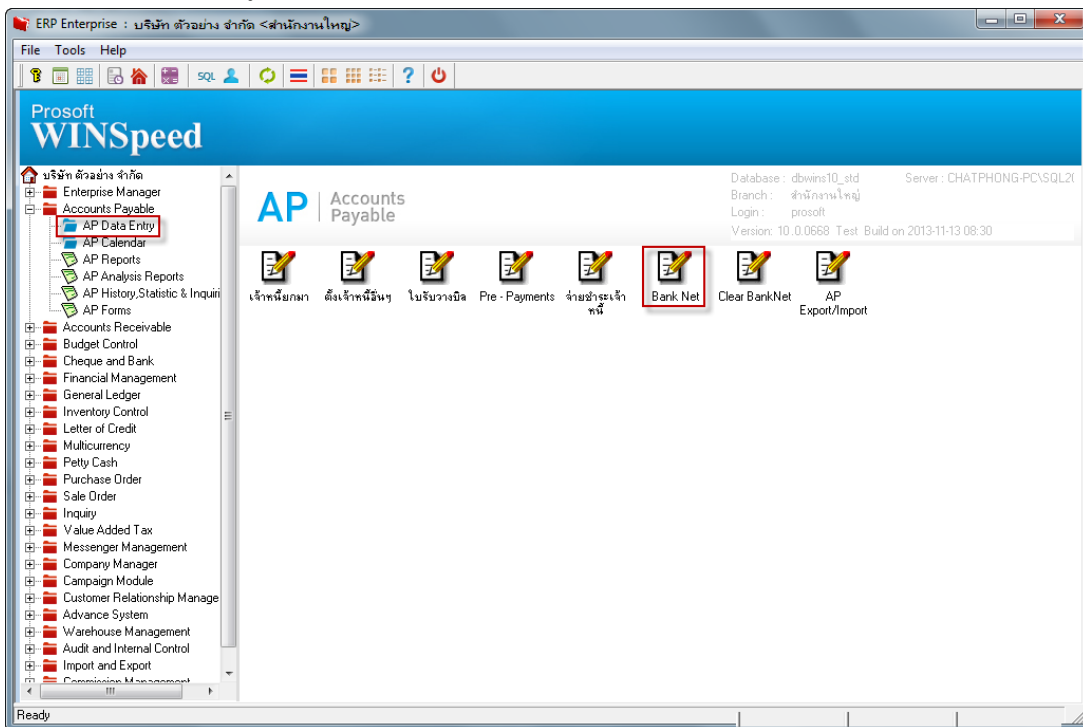 ERP Enterprise : บริษัท ตัวอย่าง จำกัด <สำนักงานใหญ่>
File Tools Help
SQL
Prosoft
WINSpeed
บริษัท ตัวอย่าง จำกัด
Enterprise Manager
Accounts Payable
AP Data Entry
AP Calendar
AP Reports
AP Analysis Reports
AP History,Statistic & Inquiri
AP Forms
Accounts Receivable
Budget Control
Cheque and Bank
Financial Management
General Ledger
Inventory Control
Letter of Credit
Multicurrency
Petty Cash
Purchase Order
Sale Order
Inquiry
Value Added Tax
Messenger Management
Company Manager
Campaign Module
Customer Relationship Manage
Advance System
Warehouse Management
Audit and Internal Control
Import and Export
Commission Management
AP Accounts
Payable
Database : dbwins10_std Server : CHATPHONG-PC\SQL2(
Branch : สำนักงานใหญ่
Login : prosoft
Version: 10.0.0668 Test Build on 2013-11-13 08:30
เจ้าหนี้ยกมา ตั้งเจ้าหนี้อื่นๆ ใบรับวางบิล Pre - Payments จ่ายชำระเจ้า Bank Net Clear BankNet AP
หนี้ Export/Import
Ready